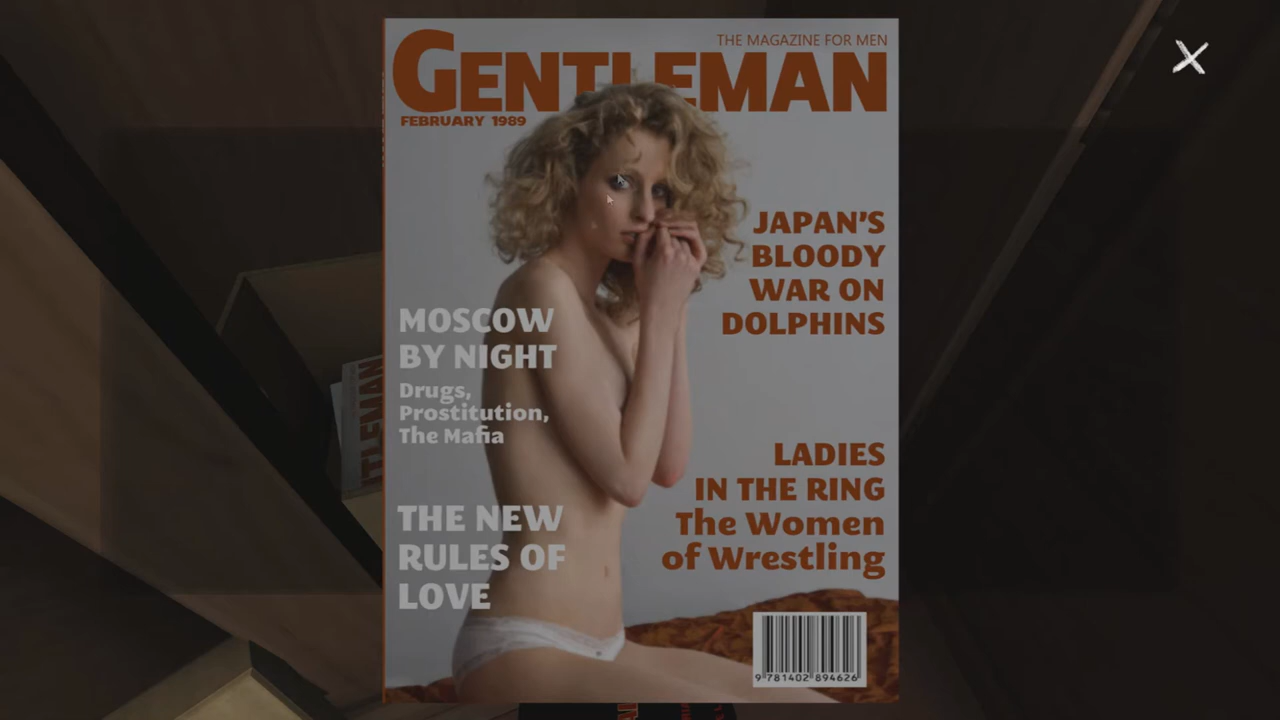 THE MAGAZINE FOR MEN
GENTLEMAN
FEBRUARY 1989
JAPAN'S
BLOODY
WAR ON
DOLPHINS
MOSCOW
BY NIGHT
Drugs,
Prostitution,
The Mafia
LADIES
IN THE RING
The Women
of Wrestling
THE NEW
RULES OF
LOVE
9 781402 894626
TLEMAN